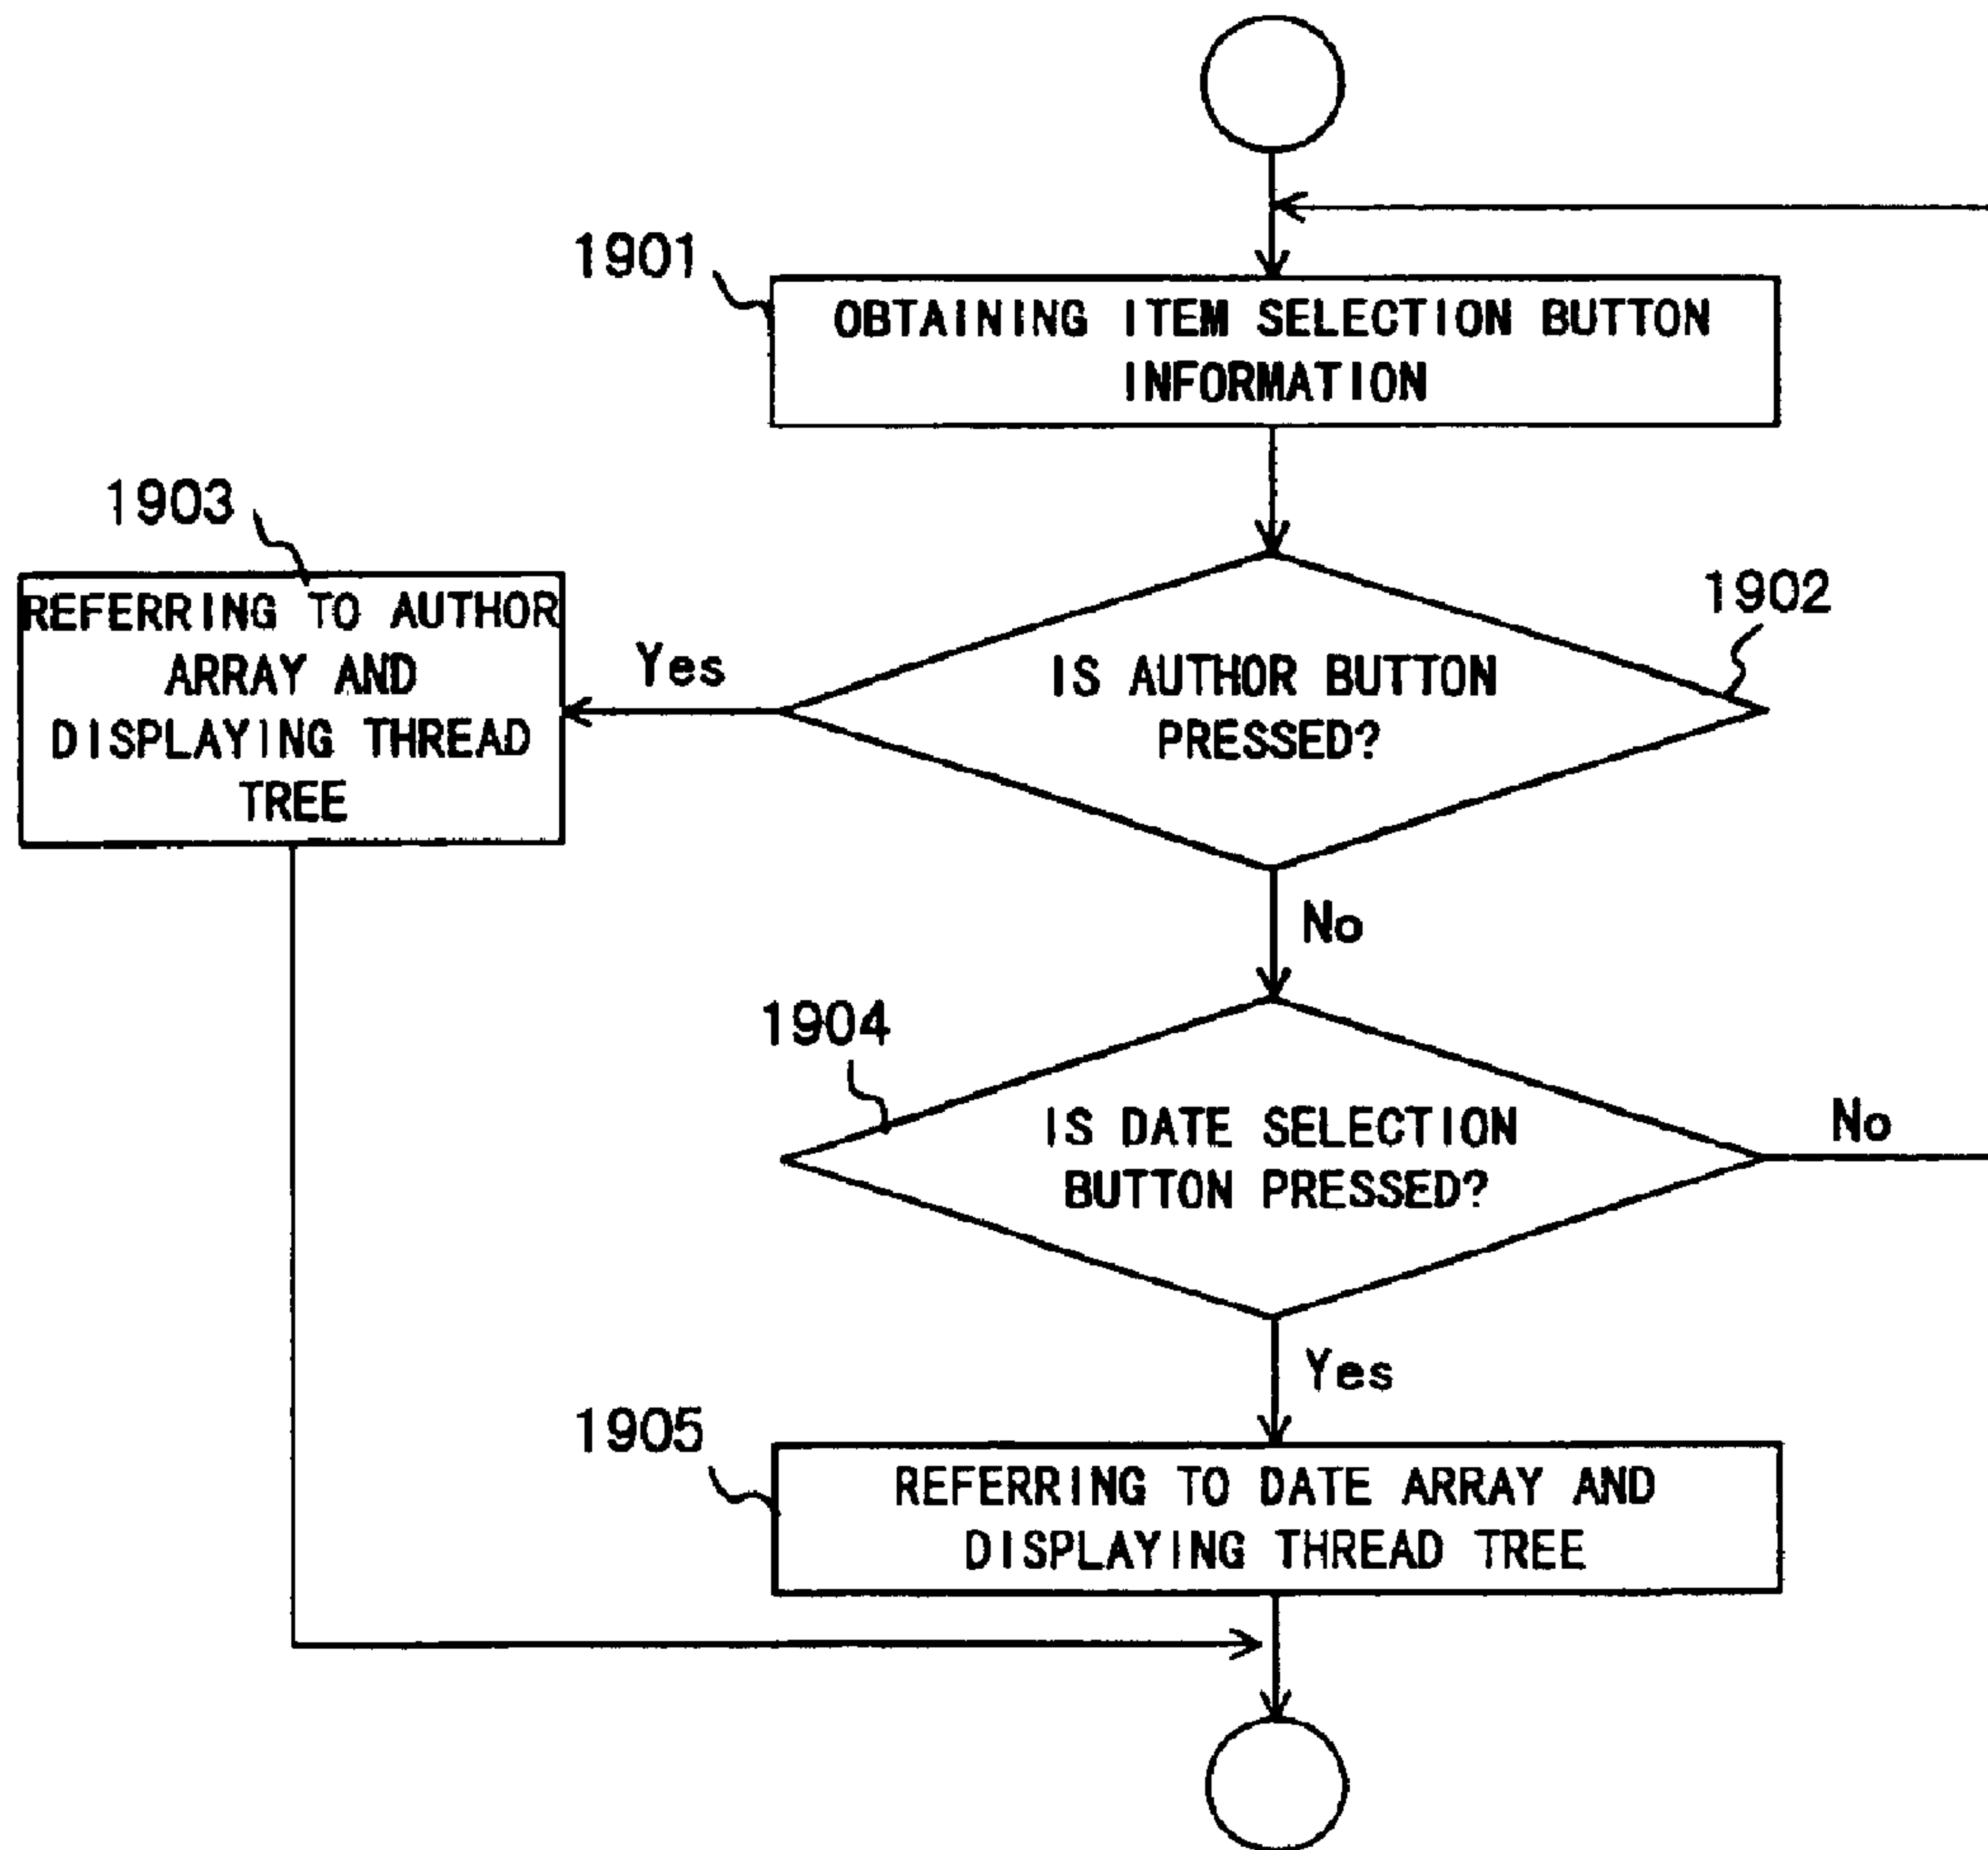 1901
OBTAINING ITEM SELECTION BUTTON
INFORMATION
1903
REFERRING TO AUTHOR
ARRAY AND
DISPLAYING THREAD
TREE
Yes
1902
IS AUTHOR BUTTON
PRESSED?
No
1904
IS DATE SELECTION
BUTTON PRESSED?
No
Yes
1905
REFERRING TO DATE ARRAY AND
DISPLAYING THREAD TREE